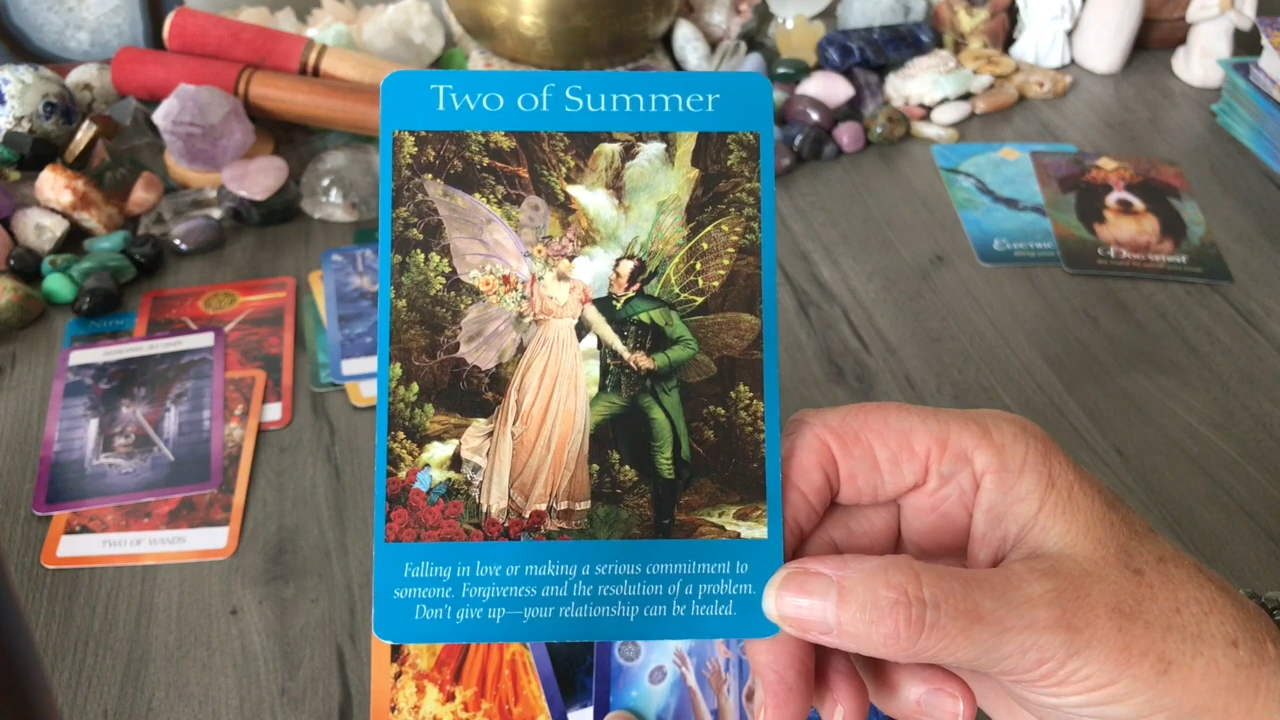 Two of Summer
Falling in love or making a serious commitment to
someone. Forgiveness and the resolution of a problem.
Don't give up—your relationship can be healed.
TWO OF WANDS